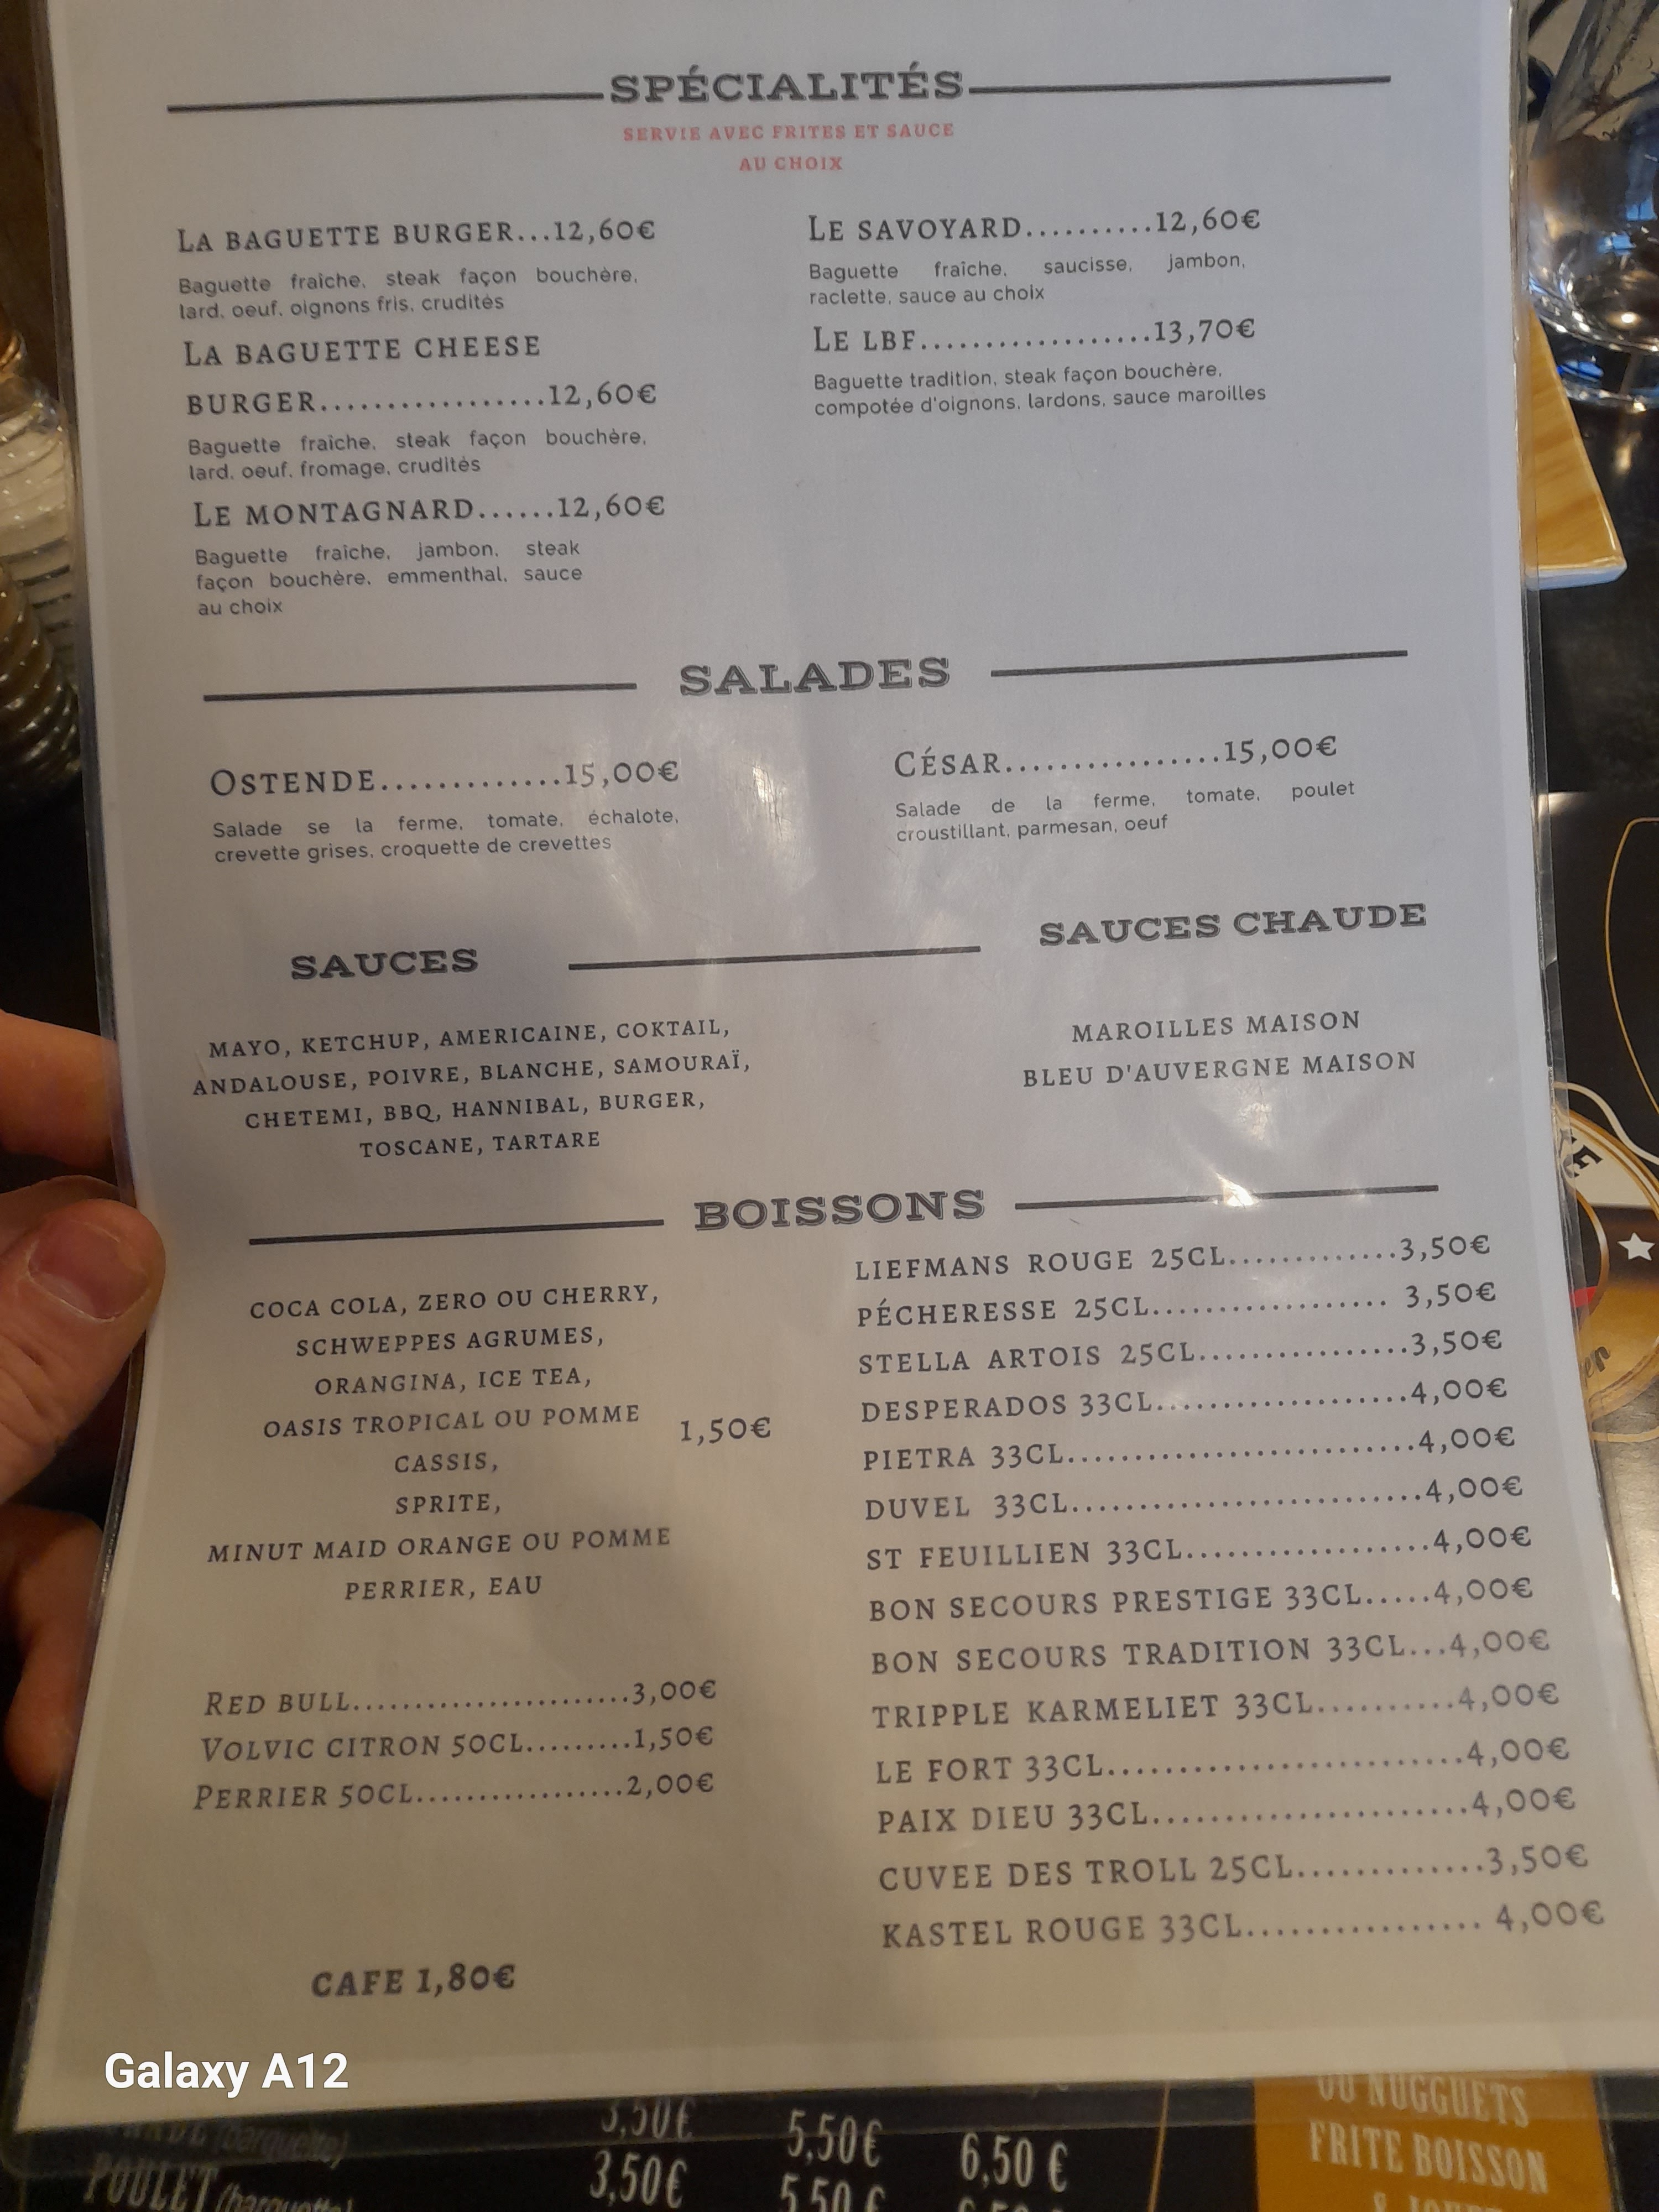 SPÉCIALITÉS
SERVIE AVEC FRITES ET SAUCE
AU CHOIX
LA BAGUETTE BURGER...12,60€
Baguette fraîche, steak façon bouchère,
lard, oeuf, oignons fris, crudités
LA BAGUETTE CHEESE
BURGER.................12,60€
Baguette fraîche, steak façon bouchère,
lard, oeuf, fromage, crudités
LE MONTAGNARD......12,60€
Baguette fraîche, jambon, steak
façon bouchère, emmenthal, sauce
au choix
LE SAVOYARD..........12,60€
Baguette fraîche, saucisse, jambon,
raclette, sauce au choix
LE LBF..................13,70€
Baguette tradition, steak façon bouchère,
compotée d'oignons, lardons, sauce maroilles
SALADES
OSTENDE.............15,00€
Salade se la ferme, tomate, échalote,
crevette grises, croquette de crevettes
CÉSAR................15,00€
Salade de la ferme, tomate, poulet
croustillant, parmesan, oeuf
SAUCES
MAYO, KETCHUP, AMERICAINE, COKTAIL,
ANDALOUSE, POIVRE, BLANCHE, SAMOURAÏ,
CHETEMI, BBQ, HANNIBAL, BURGER,
TOSCANE, TARTARE
SAUCES CHAUDE
MAROILLES MAISON
BLEU D'AUVERGNE MAISON
BOISSONS
COCA COLA, ZERO OU CHERRY,
SCHWEPPES AGRUMES,
ORANGINA, ICE TEA,
OASIS TROPICAL OU POMME
CASSIS,
SPRITE,
MINUT MAID ORANGE OU POMME
PERRIER, EAU
1,50€
RED BULL.......................3,00€
VOLVIC CITRON 50CL.........1,50€
PERRIER 50CL.................2,00€
CAFE 1,80€
LIEFMANS ROUGE 25CL.............3,50€
PÉCHERESSE 25CL.................. 3,50€
STELLA ARTOIS 25CL................3,50€
DESPERADOS 33CL...................4,00€
PIETRA 33CL..........................4,00€
DUVEL 33CL..........................4,00€
ST FEUILLIEN 33CL..................4,00€
BON SECOURS PRESTIGE 33CL.....4,00€
BON SECOURS TRADITION 33CL...4,00€
TRIPPLE KARMELIET 33CL..........4,00€
LE FORT 33CL.........................4,00€
PAIX DIEU 33CL......................4,00€
CUVEE DES TROLL 25CL.............3,50€
KASTEL ROUGE 33CL................. 4,00€
Galaxy A12
(barquette) 3,50€ 5,50€ 6,50 €
POULET (barquette) 3,50€ 5,50 €
OU NUGGUETS
FRITE BOISSON